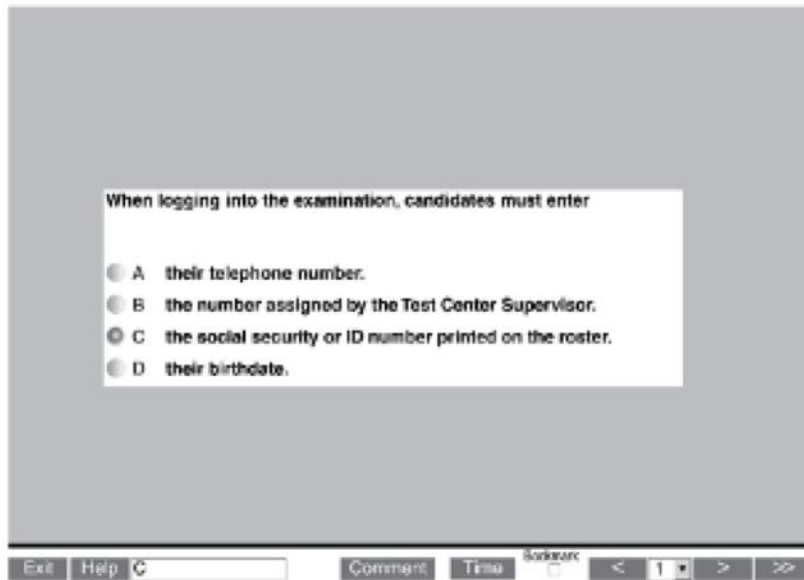 When logging into the examination, candidates must enter
A their telephone number.
B the number assigned by the Test Center Supervisor.
C the social security or ID number printed on the roster.
D their birthdate.
Bookmark
Exit Help C Comment Time < 1 > >>